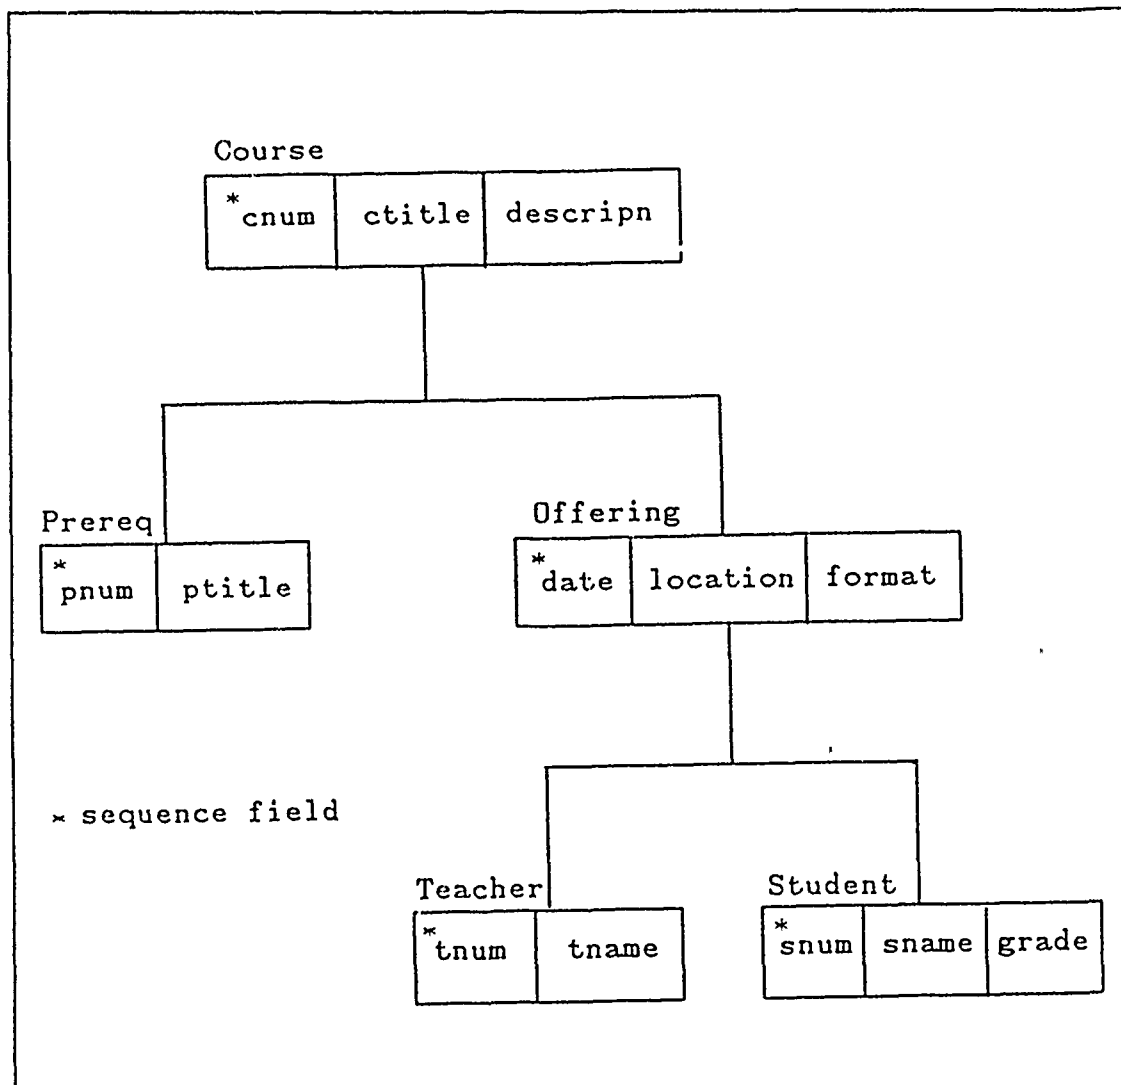 Course
*cnum ctitle descripn
Prereq
*pnum ptitle
Offering
*date location format
* sequence field
Teacher
*tnum tname
Student
*snum sname grade